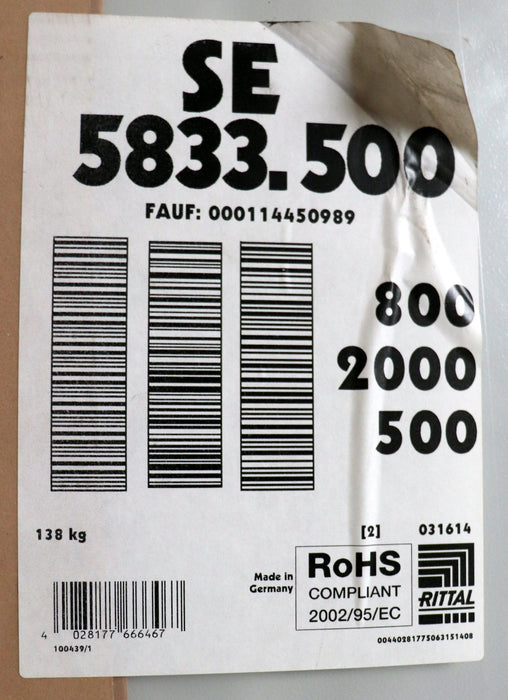 SE
5833.500
FAUF: 000114450989
800
2000
500
138 kg
[2]
031614
Made in
Germany
RoHS
COMPLIANT
2002/95/EC
RITTAL
4 028177 666467
100439/1
00440281775063151408